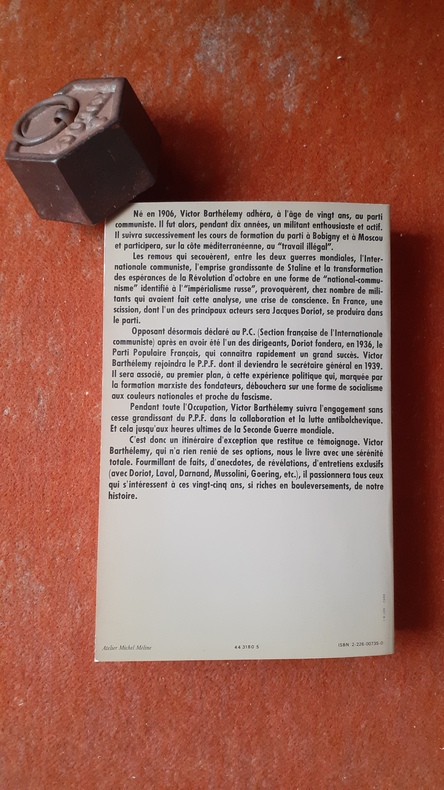 Né en 1906, Victor Barthélemy adhéra, à l'âge de vingt ans, au parti
communiste. Il fut alors, pendant dix années, un militant enthousiaste et actif.
Il suivra successivement les cours de formation du parti à Bobigny et à Moscou
et participera, sur la côte méditerranéenne, au "travail illégal".
Les remous qui secouèrent, entre les deux guerres mondiales, l'Inter-
nationale communiste, l'emprise grandissante de Staline et la transformation
des espérances de la Révolution d'octobre en une forme de "national-commu-
nisme" identifié à l'"impérialisme russe", provoquèrent, chez nombre de mili-
tants qui avaient fait cette analyse, une crise de conscience. En France, une
scission, dont l'un des principaux acteurs sera Jacques Doriot, se produira dans
le parti.
Opposant désormais déclaré au P.C. (Section française de l'Internationale
communiste) après en avoir été l'un des dirigeants, Doriot fondera, en 1936, le
Parti Populaire Français, qui connaîtra rapidement un grand succès. Victor
Barthélemy rejoindra le P.P.F. dont il deviendra le secrétaire général en 1939.
Il sera associé, au premier plan, à cette expérience politique qui, marquée par
la formation marxiste des fondateurs, débouchera sur une forme de socialisme
aux couleurs nationales et proche du fascisme.
Pendant toute l'Occupation, Victor Barthélemy suivra l'engagement sans
cesse grandissant du P.P.F. dans la collaboration et la lutte antibolchevique.
Et cela jusqu'aux heures ultimes de la Seconde Guerre mondiale.
C'est donc un itinéraire d'exception que restitue ce témoignage. Victor
Barthélemy, qui n'a rien renié de ses options, nous le livre avec une sérénité
totale. Fourmillant de faits, d'anecdotes, de révélations, d'entretiens exclusifs
(avec Doriot, Laval, Darnand, Mussolini, Goering, etc.), il passionnera tous ceux
qui s'intéressent à ces vingt-cinq ans, si riches en bouleversements, de notre
histoire.
Atelier Michel Méline
44 3180 5
ISBN 2-226-00735-0